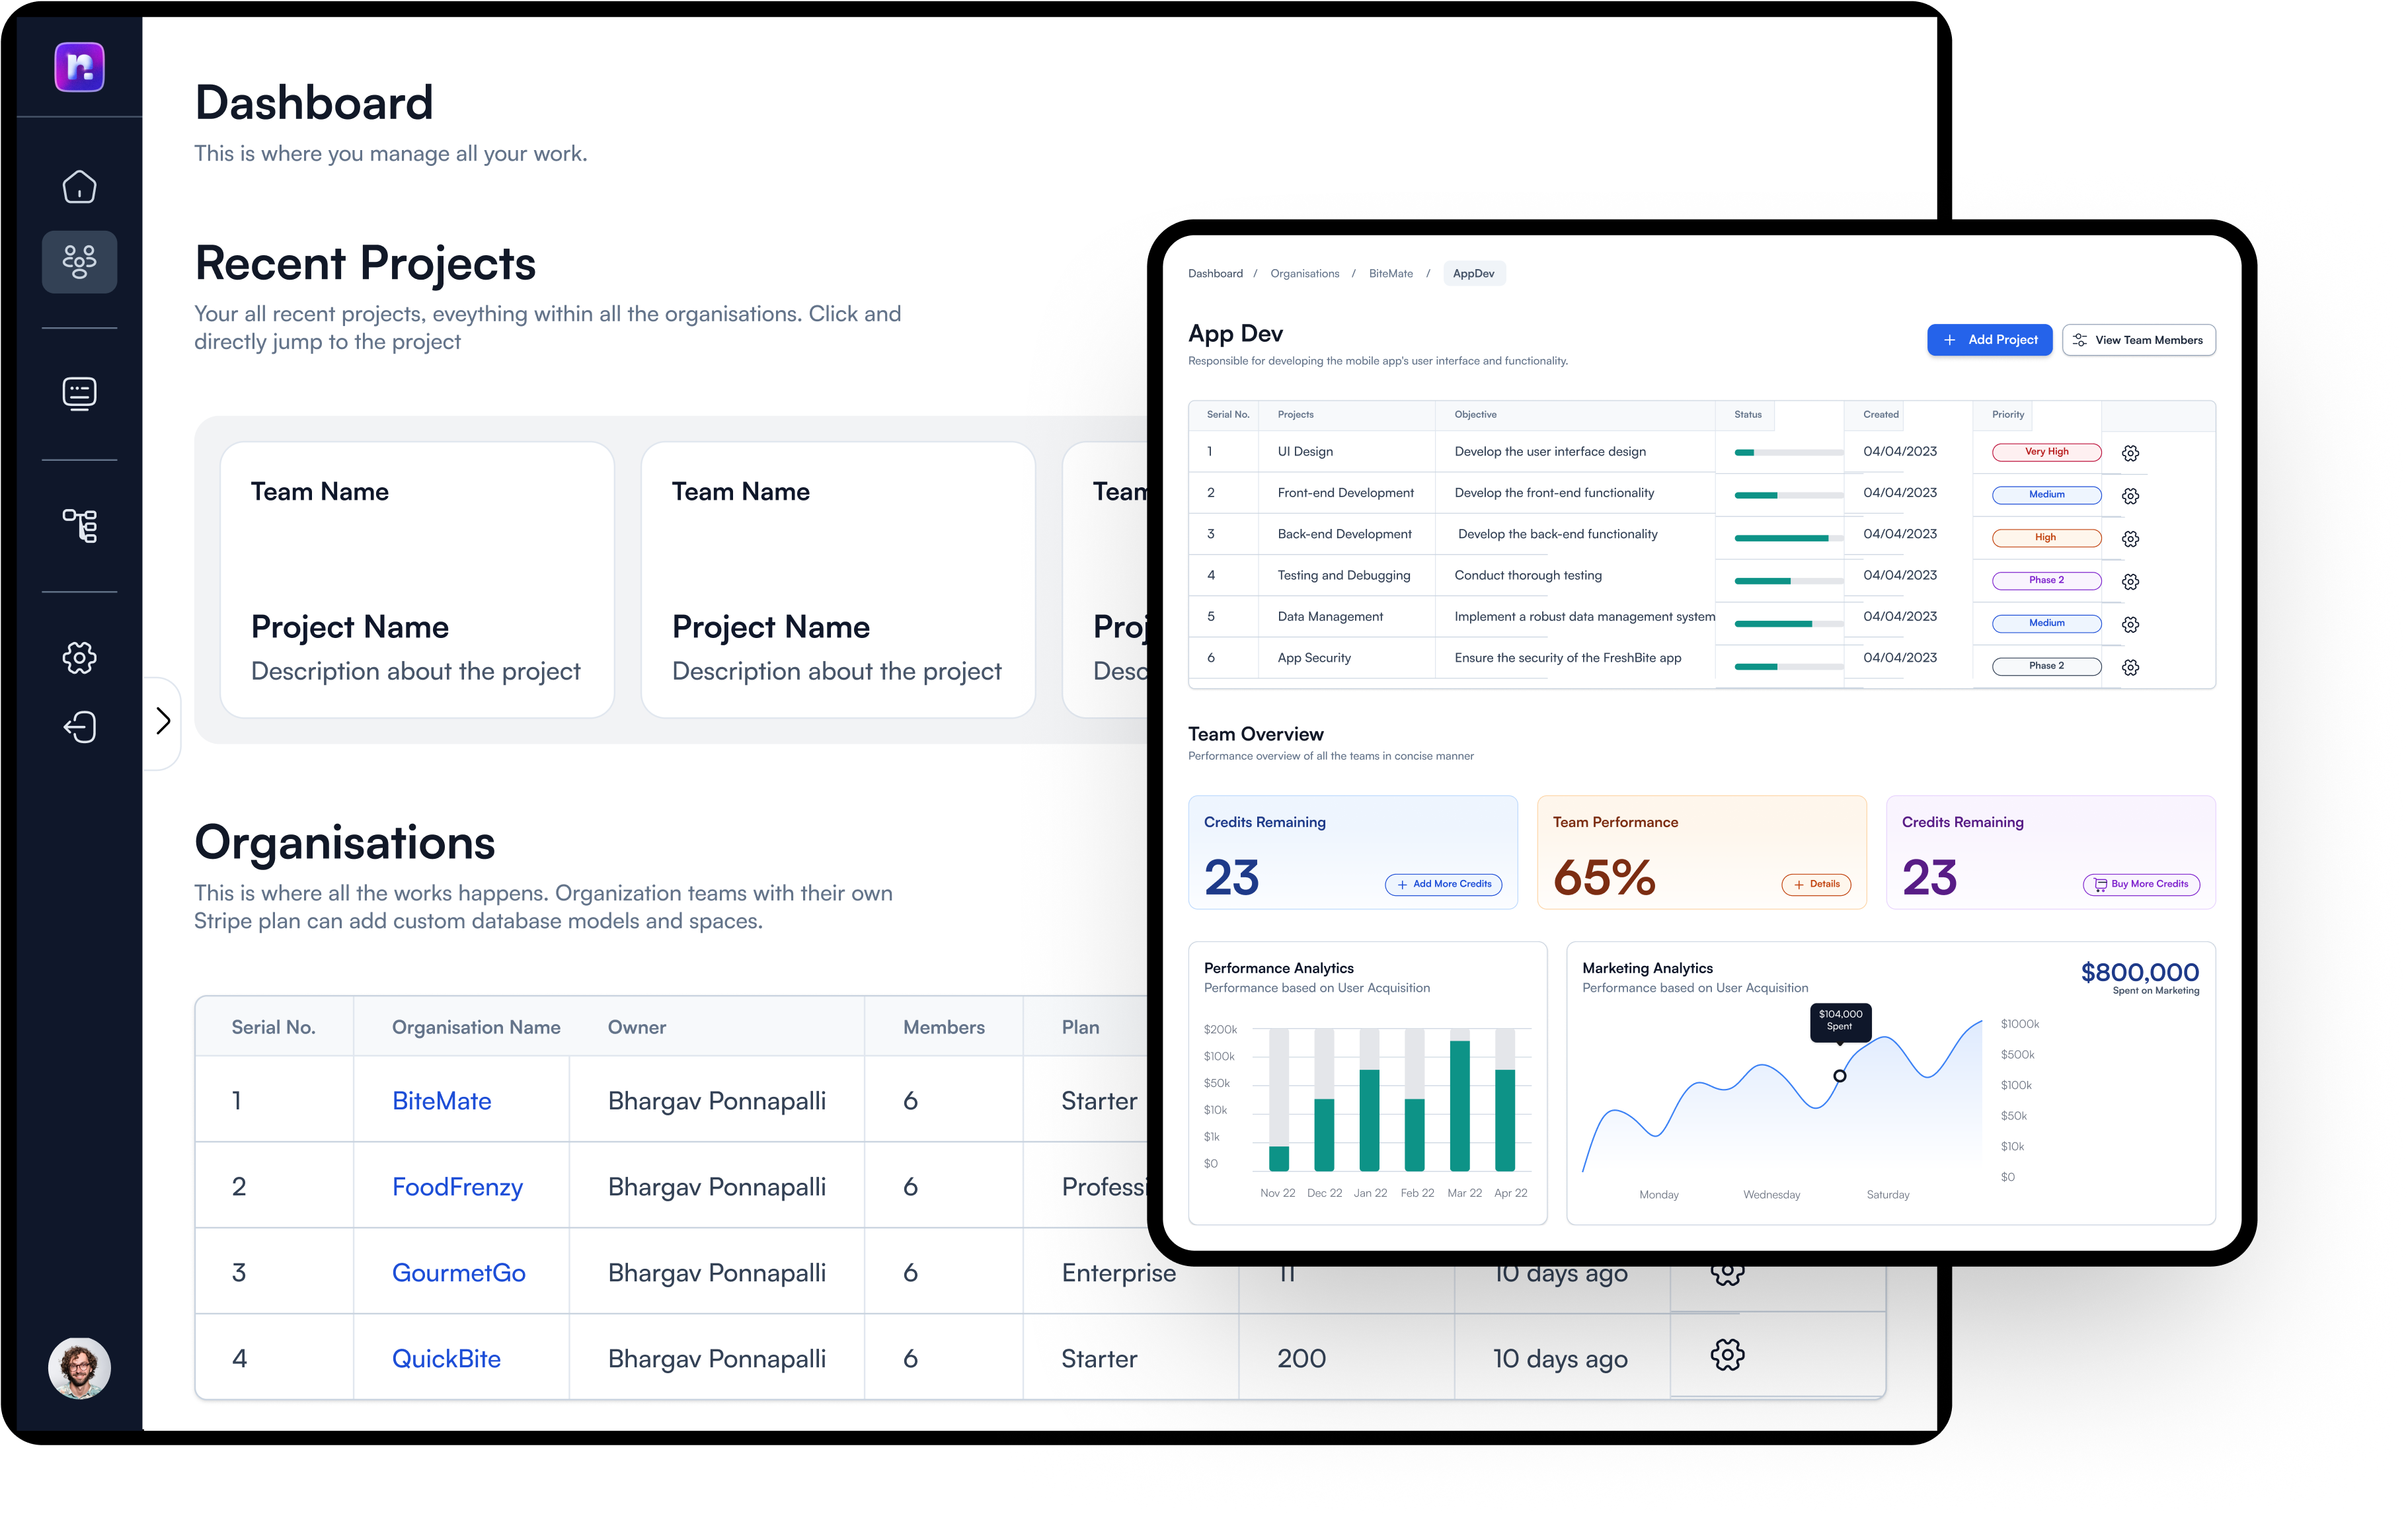 n.
Dashboard
This is where you manage all your work.
Recent Projects
Your all recent projects, eveything within all the organisations. Click and
directly jump to the project
Team Name
Project Name
Description about the project
Team Name
Project Name
Description about the project
Organisations
This is where all the works happens. Organization teams with their own
Stripe plan can add custom database models and spaces.
Serial No. Organisation Name Owner Members Plan
1 BiteMate Bhargav Ponnapalli 6 Starter
2 FoodFrenzy Bhargav Ponnapalli 6
3 GourmetGo Bhargav Ponnapalli 6 Enterprise 11 10 days ago
4 QuickBite Bhargav Ponnapalli 6 Starter 200 10 days ago
Dashboard / Organisations / BiteMate / AppDev
App Dev
Responsible for developing the mobile app's user interface and functionality.
+ Add Project
View Team Members
Serial No. Projects Objective Status Created Priority
1 UI Design Develop the user interface design 04/04/2023 Very High
2 Front-end Development Develop the front-end functionality 04/04/2023 Medium
3 Back-end Development Develop the back-end functionality 04/04/2023 High
4 Testing and Debugging Conduct thorough testing 04/04/2023 Phase 2
5 Data Management Implement a robust data management system 04/04/2023 Medium
6 App Security Ensure the security of the FreshBite app 04/04/2023 Phase 2
Team Overview
Performance overview of all the teams in concise manner
Credits Remaining
23
+ Add More Credits
Team Performance
65%
+ Details
Credits Remaining
23
Buy More Credits
Performance Analytics
Performance based on User Acquisition
$200k
$100k
$50k
$10k
$1k
$0
Nov 22 Dec 22 Jan 22 Feb 22 Mar 22 Apr 22
Marketing Analytics
Performance based on User Acquisition
$800,000
Spent on Marketing
$104,000
Spent
$1000k
$500k
$100k
$50k
$10k
$0
Monday Wednesday Saturday